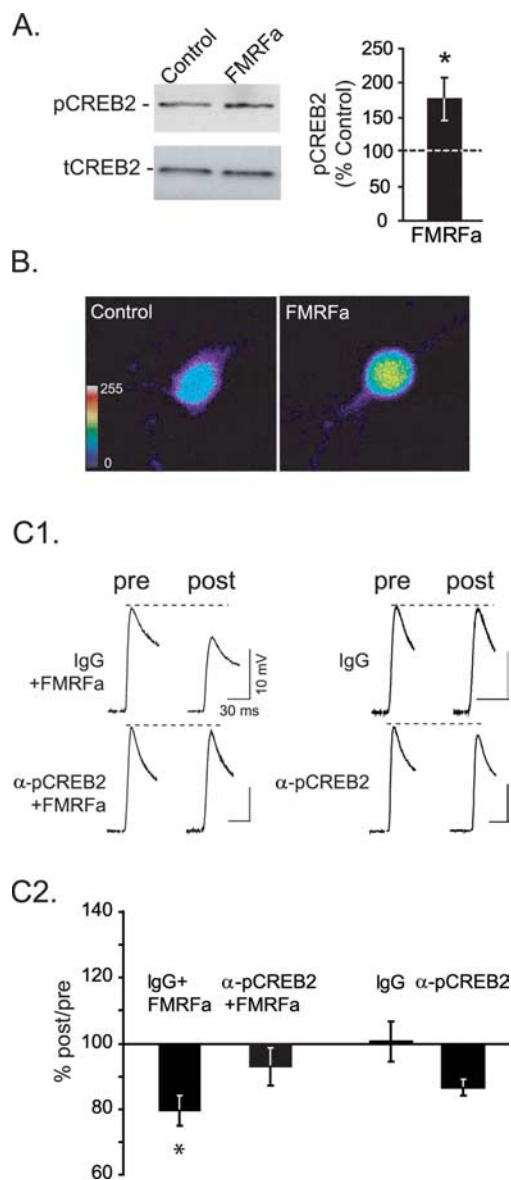 A.
Control
FMRFa
pCREB2 -
tCREB2 -
pCREB2
(% Control)
250
200
150
100
50
0
*
FMRFa
B.
Control
FMRFa
255
0
C1.
pre post
pre post
IgG
+FMRFa
10 mV
30 ms
IgG
α-pCREB2
+FMRFa
α-pCREB2
C2.
% post/pre
140
120
100
80
60
IgG+
FMRFa
α-pCREB2
+FMRFa
IgG
α-pCREB2
*